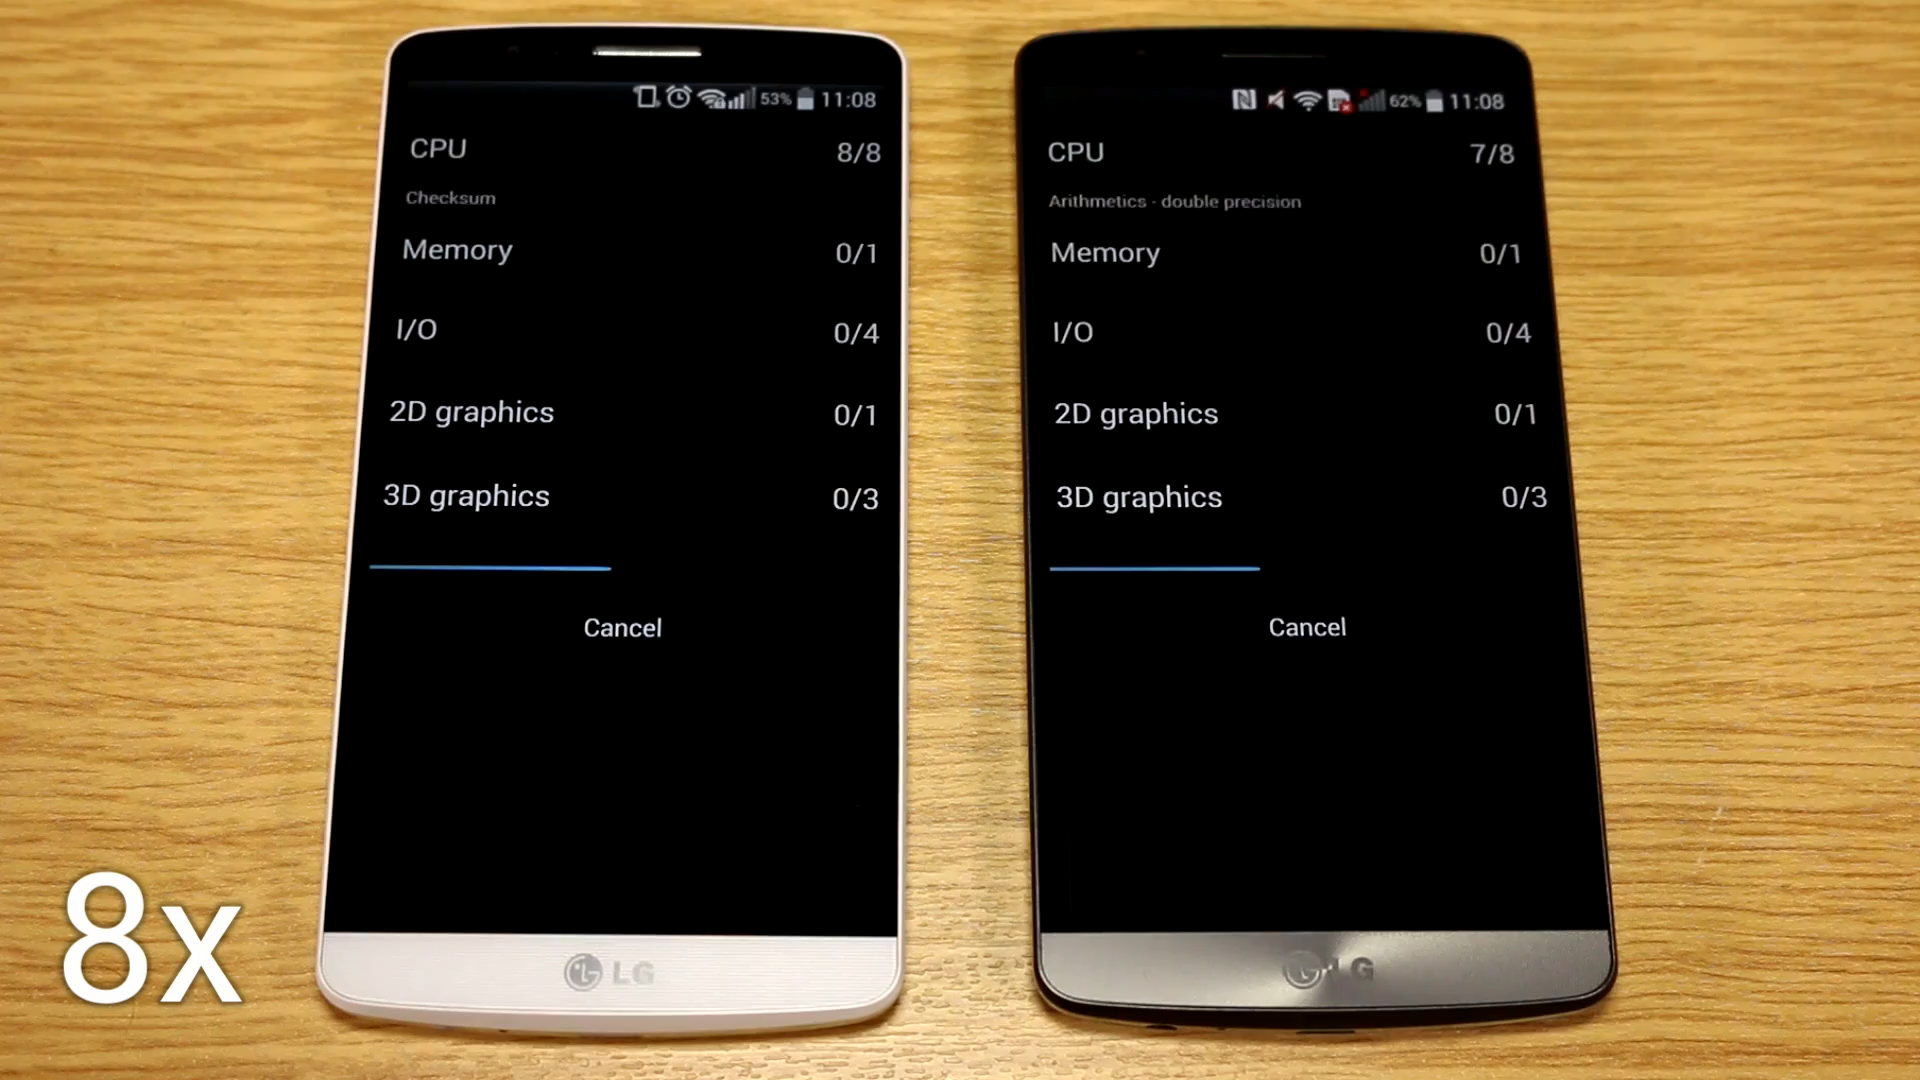 53% 11:08
CPU 8/8
Checksum
Memory 0/1
I/O 0/4
2D graphics 0/1
3D graphics 0/3
Cancel
LG
62% 11:08
CPU 7/8
Arithmetics - double precision
Memory 0/1
I/O 0/4
2D graphics 0/1
3D graphics 0/3
Cancel
LG
8x